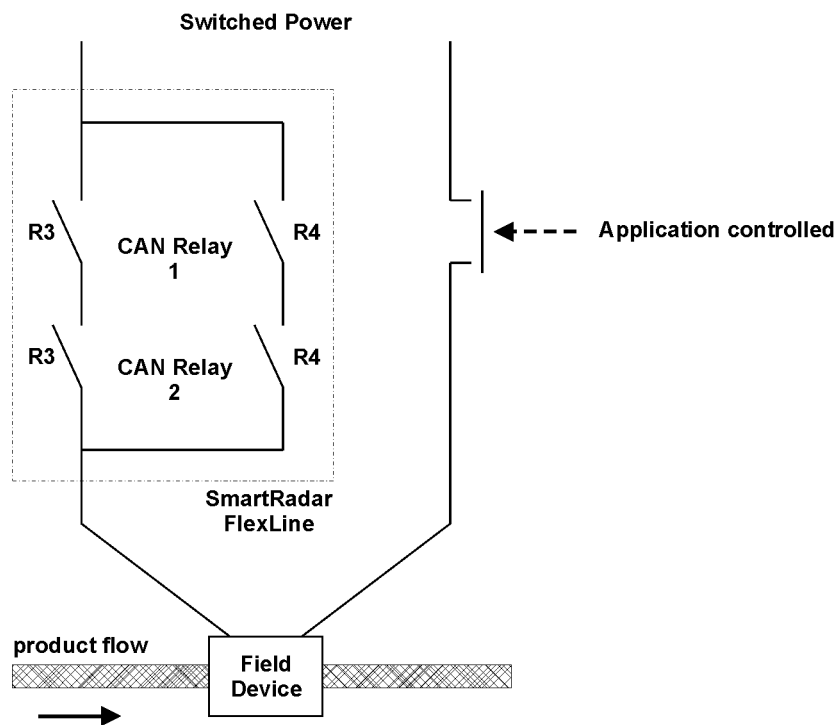 Switched Power
R3
CAN Relay
1
R4
Application controlled
R3
CAN Relay
2
R4
SmartRadar
FlexLine
product flow
Field
Device